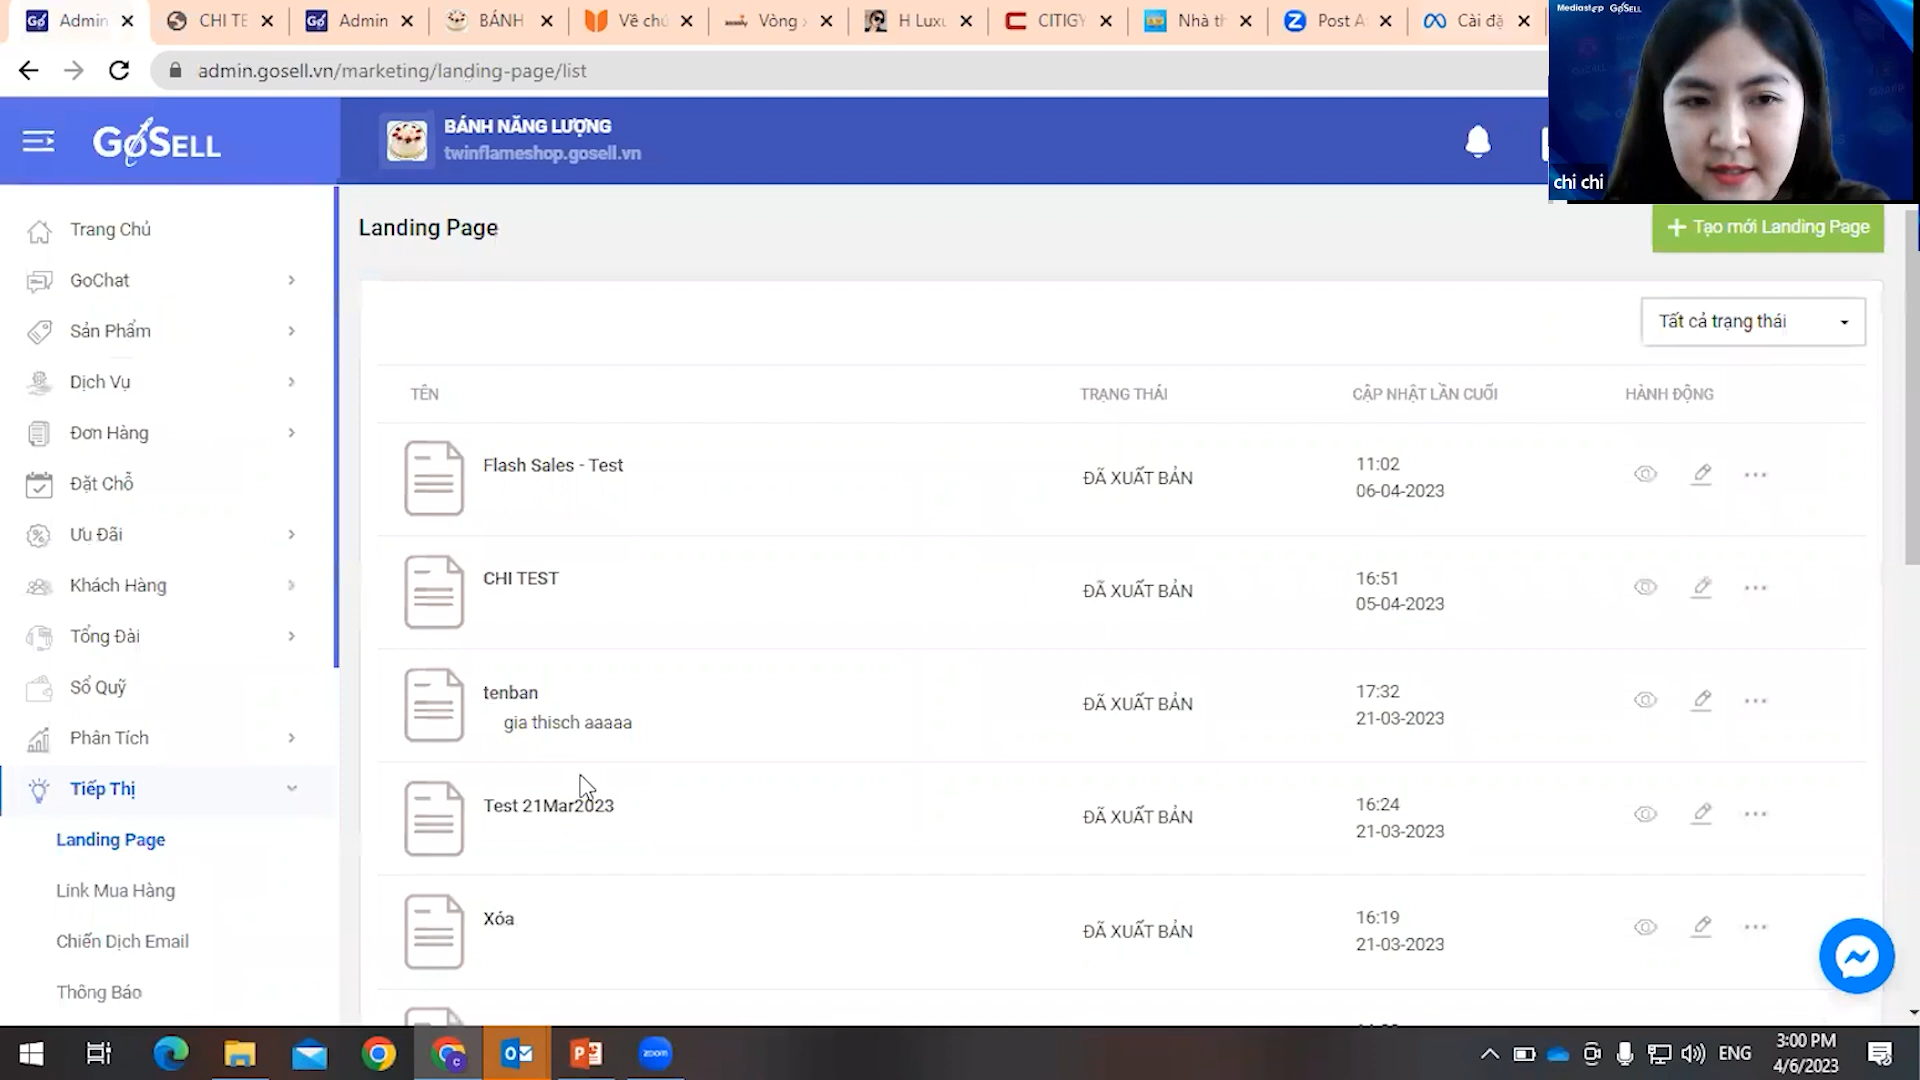 Admin
CHI TE
Admin
BÁNH
Về chú
Vòng
H Luxu
CITIGY
Nhà th
Post A
Cài đặ
admin.gosell.vn/marketing/landing-page/list
Mediastep GoSELL
chi chi
GoSELL
BÁNH NĂNG LƯỢNG
twinflameshop.gosell.vn
Trang Chủ
GoChat
Sản Phẩm
Dịch Vụ
Đơn Hàng
Đặt Chỗ
Ưu Đãi
Khách Hàng
Tổng Đài
Sổ Quỹ
Phân Tích
Tiếp Thị
Landing Page
Link Mua Hàng
Chiến Dịch Email
Thông Báo
Landing Page
+ Tạo mới Landing Page
Tất cả trạng thái
TÊN TRẠNG THÁI CẬP NHẬT LẦN CUỐI HÀNH ĐỘNG
Flash Sales - Test ĐÃ XUẤT BẢN 11:02
06-04-2023
CHI TEST ĐÃ XUẤT BẢN 16:51
05-04-2023
tenban ĐÃ XUẤT BẢN 17:32
gia thisch aaaaa 21-03-2023
Test 21Mar2023 ĐÃ XUẤT BẢN 16:24
21-03-2023
Xóa ĐÃ XUẤT BẢN 16:19
21-03-2023
zoom
ENG
3:00 PM
4/6/2023